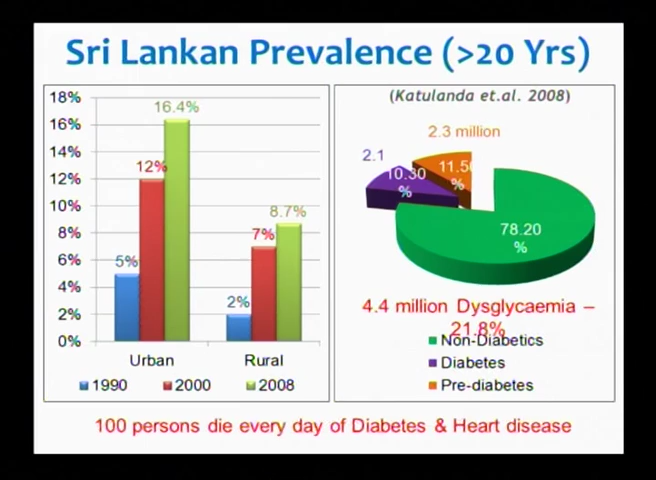 Sri Lankan Prevalence (>20 Yrs)
18%
16%
14%
12%
10%
8%
6%
4%
2%
0%
5%
12%
16.4%
2%
7%
8.7%
Urban
Rural
1990
2000
2008
(Katulanda et.al. 2008)
2.3 million
2.1
10.30
%
11.50
%
78.20
%
4.4 million Dysglycaemia –
21.8%
Non-Diabetics
Diabetes
Pre-diabetes
100 persons die every day of Diabetes & Heart disease